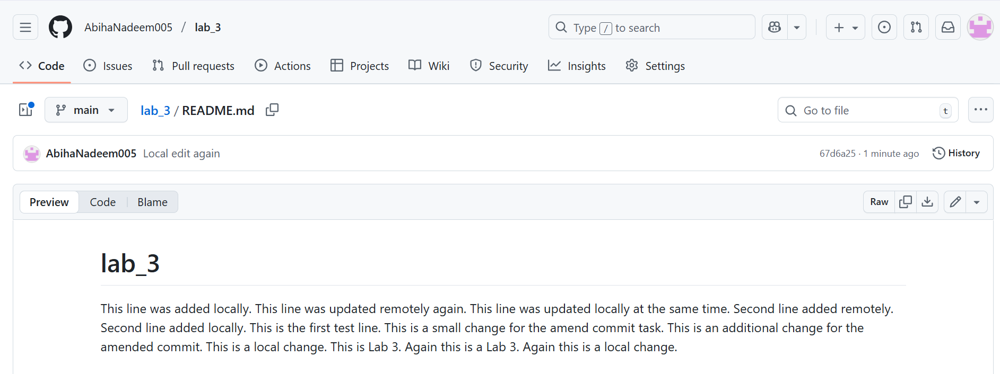 AbihaNadeem005 / lab_3
Type / to search
Code Issues Pull requests Actions Projects Wiki Security Insights Settings
main lab_3 / README.md Go to file t
AbihaNadeem005 Local edit again 67d6a25 · 1 minute ago History
Preview Code Blame Raw
lab_3
This line was added locally. This line was updated remotely again. This line was updated locally at the same time. Second line added remotely.
Second line added locally. This is the first test line. This is a small change for the amend commit task. This is an additional change for the
amended commit. This is a local change. This is Lab 3. Again this is a Lab 3. Again this is a local change.